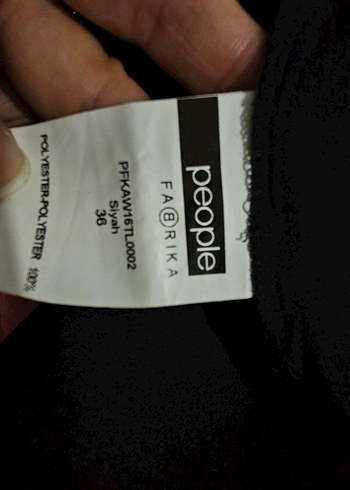 people
FABRIKA
PFKAW16TL0002
Siyah
36
POLYESTER-POLYESTER 100%